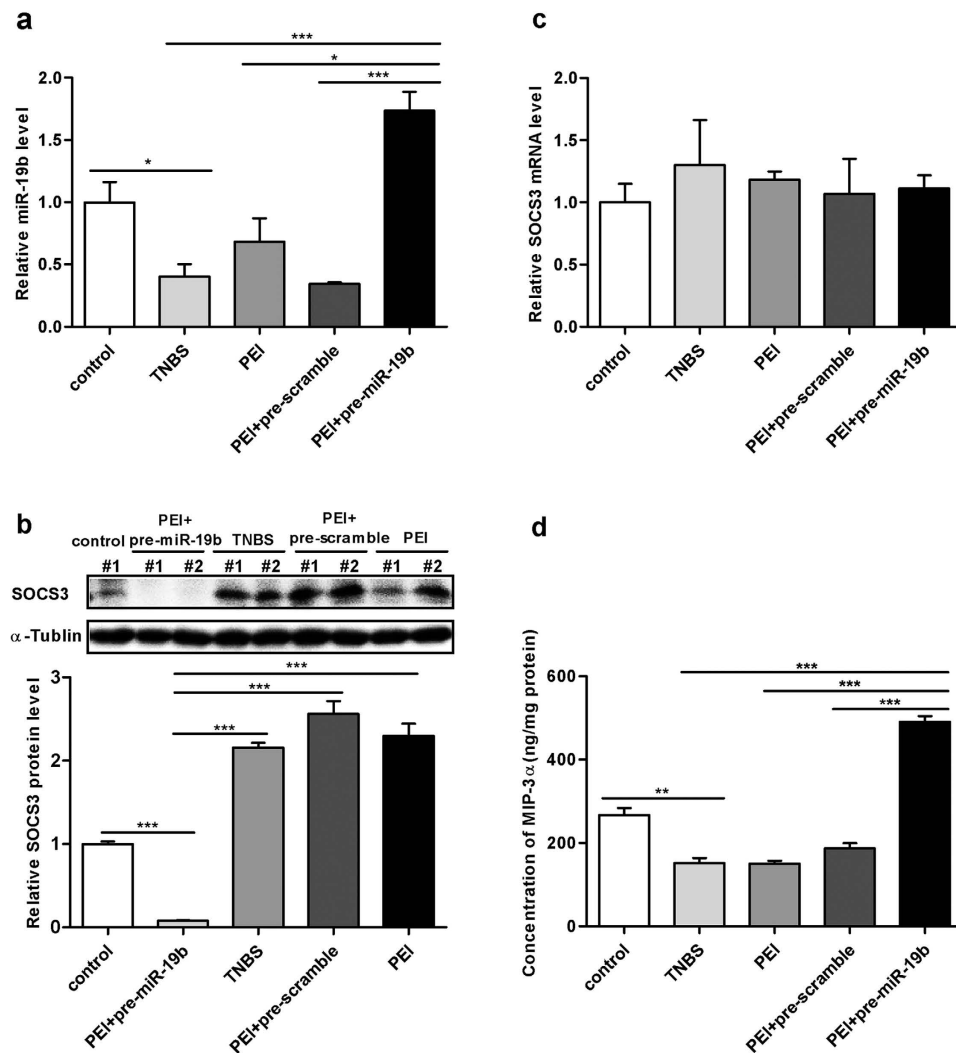 a
***
*
***
*
Relative miR-19b level
2.0
1.5
1.0
0.5
0.0
control
TNBS
PEI
PEI+pre-scramble
PEI+pre-miR-19b
c
Relative SOCS3 mRNA level
2.0
1.5
1.0
0.5
0.0
control
TNBS
PEI
PEI+pre-scramble
PEI+pre-miR-19b
b
control PEI+ pre-miR-19b TNBS PEI+ pre-scramble PEI
#1 #1 #2 #1 #2 #1 #2 #1 #2
SOCS3
α-Tublin
***
***
***
***
Relative SOCS3 protein level
3
2
1
0
control
PEI+pre-miR-19b
TNBS
PEI+pre-scramble
PEI
d
***
***
***
**
Concentration of MIP-3α(ng/mg protein)
600
400
200
0
control
TNBS
PEI
PEI+pre-scramble
PEI+pre-miR-19b